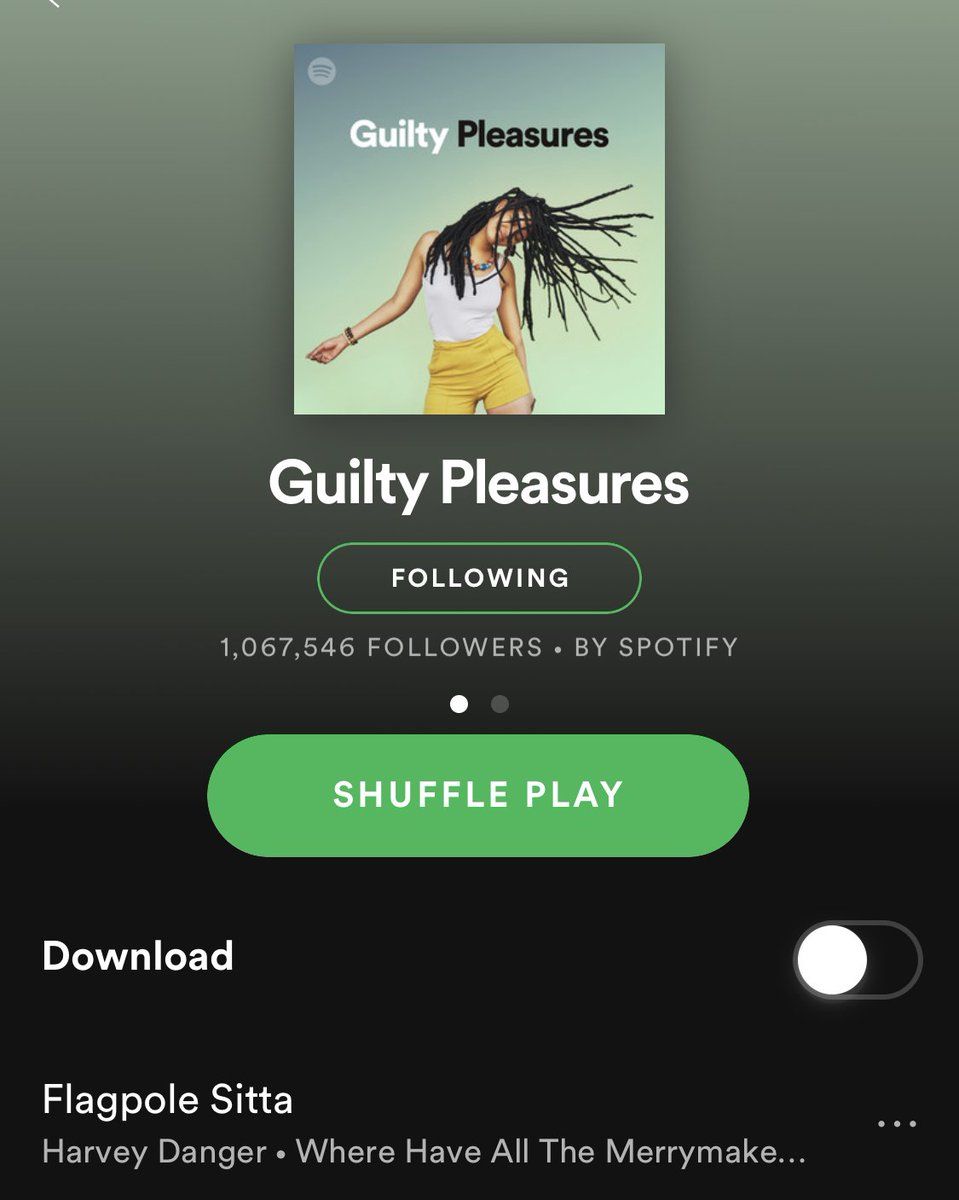 Guilty Pleasures
Guilty Pleasures
FOLLOWING
1,067,546 FOLLOWERS • BY SPOTIFY
SHUFFLE PLAY
Download
Flagpole Sitta
Harvey Danger • Where Have All The Merrymake...